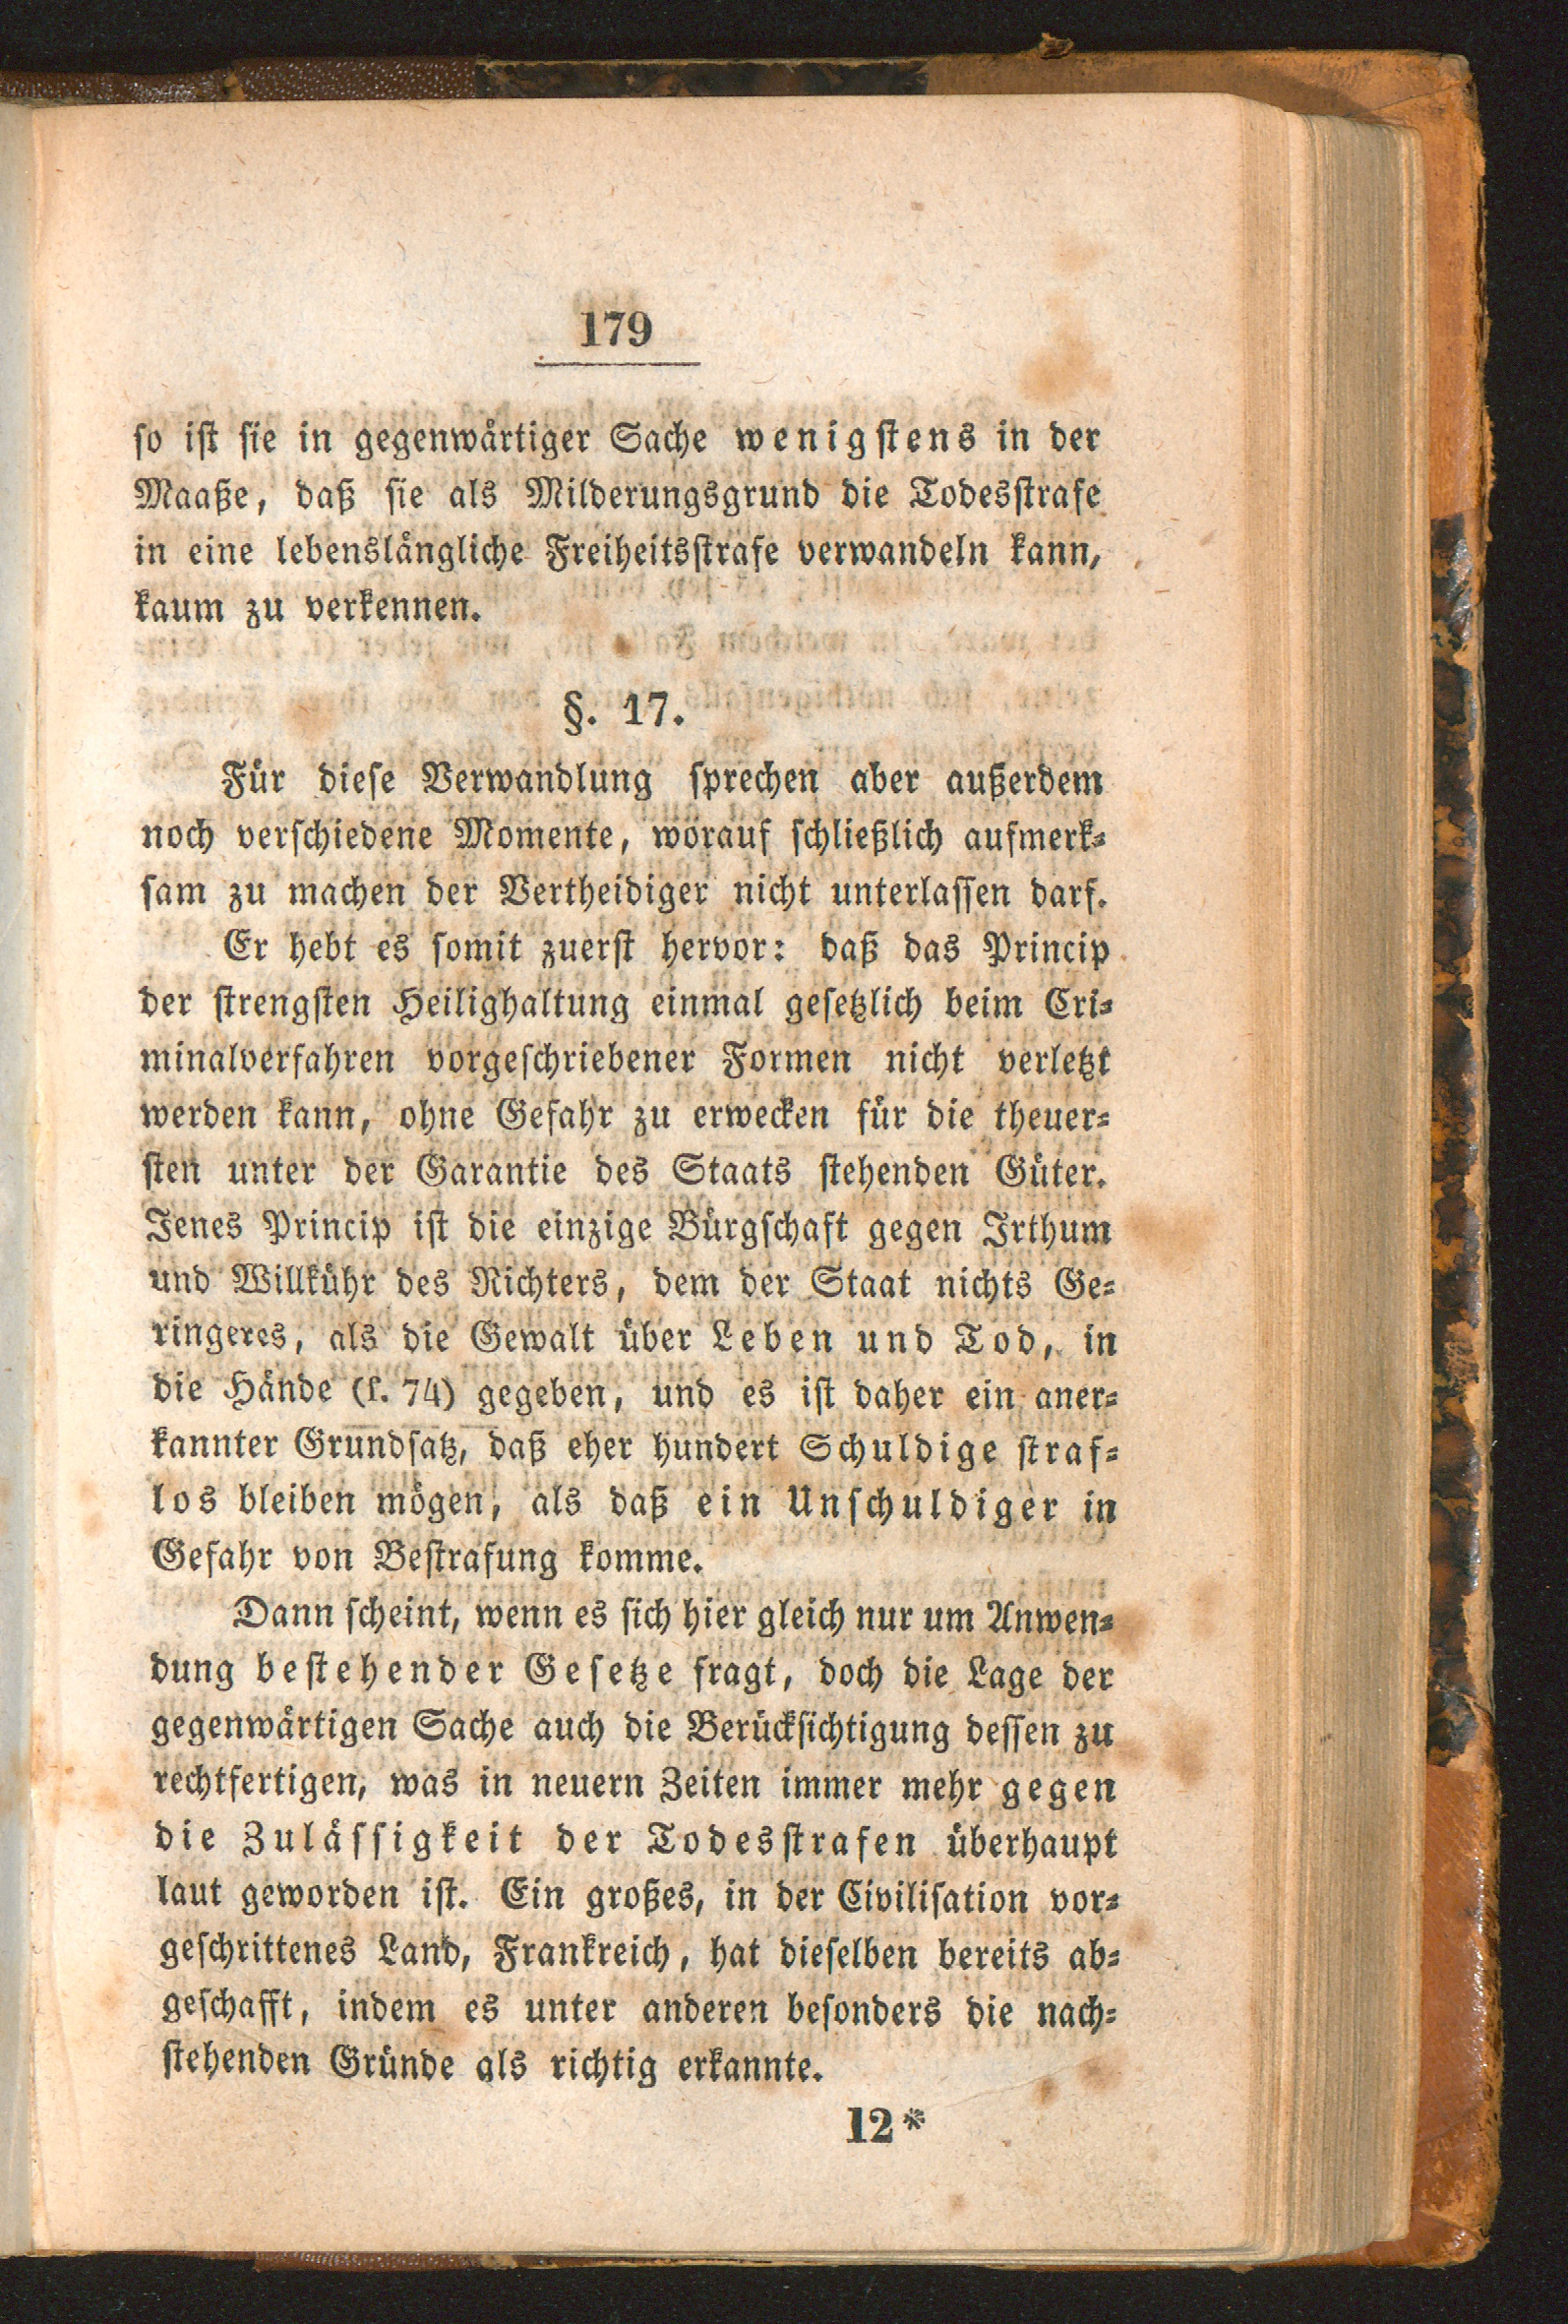 179
so ist sie in gegenwärtiger Sache wenigstens in der
Maaße, daß sie als Milderungsgrund die Todesstrafe
in eine lebenslängliche Freiheitsstrafe verwandeln kann,
kaum zu verkennen.
§. 17.
Für diese Verwandlung sprechen aber außerdem
noch verschiedene Momente, worauf schließlich aufmerk-
sam zu machen der Vertheidiger nicht unterlassen darf.
Er hebt es somit zuerst hervor: daß das Princip
der strengsten Heilighaltung einmal gesetzlich beim Cri-
minalverfahren vorgeschriebener Formen nicht verletzt
werden kann, ohne Gefahr zu erwecken für die theuer-
sten unter der Garantie des Staats stehenden Güter.
Jenes Princip ist die einzige Bürgschaft gegen Irthum
und Willkühr des Richters, dem der Staat nichts Ge-
ringeres, als die Gewalt über Leben und Tod, in
die Hände (k. 74) gegeben, und es ist daher ein aner-
kannter Grundsatz, daß eher hundert Schuldige straf-
los bleiben mögen, als daß ein Unschuldiger in
Gefahr von Bestrafung komme.
Dann scheint, wenn es sich hier gleich nur um Anwen-
dung bestehender Gesetze fragt, doch die Lage der
gegenwärtigen Sache auch die Berücksichtigung dessen zu
rechtfertigen, was in neuern Zeiten immer mehr gegen
die Zulässigkeit der Todesstrafen überhaupt
laut geworden ist. Ein großes, in der Civilisation vor-
geschrittenes Land, Frankreich, hat dieselben bereits ab-
geschafft, indem es unter anderen besonders die nach-
stehenden Gründe als richtig erkannte.
12*